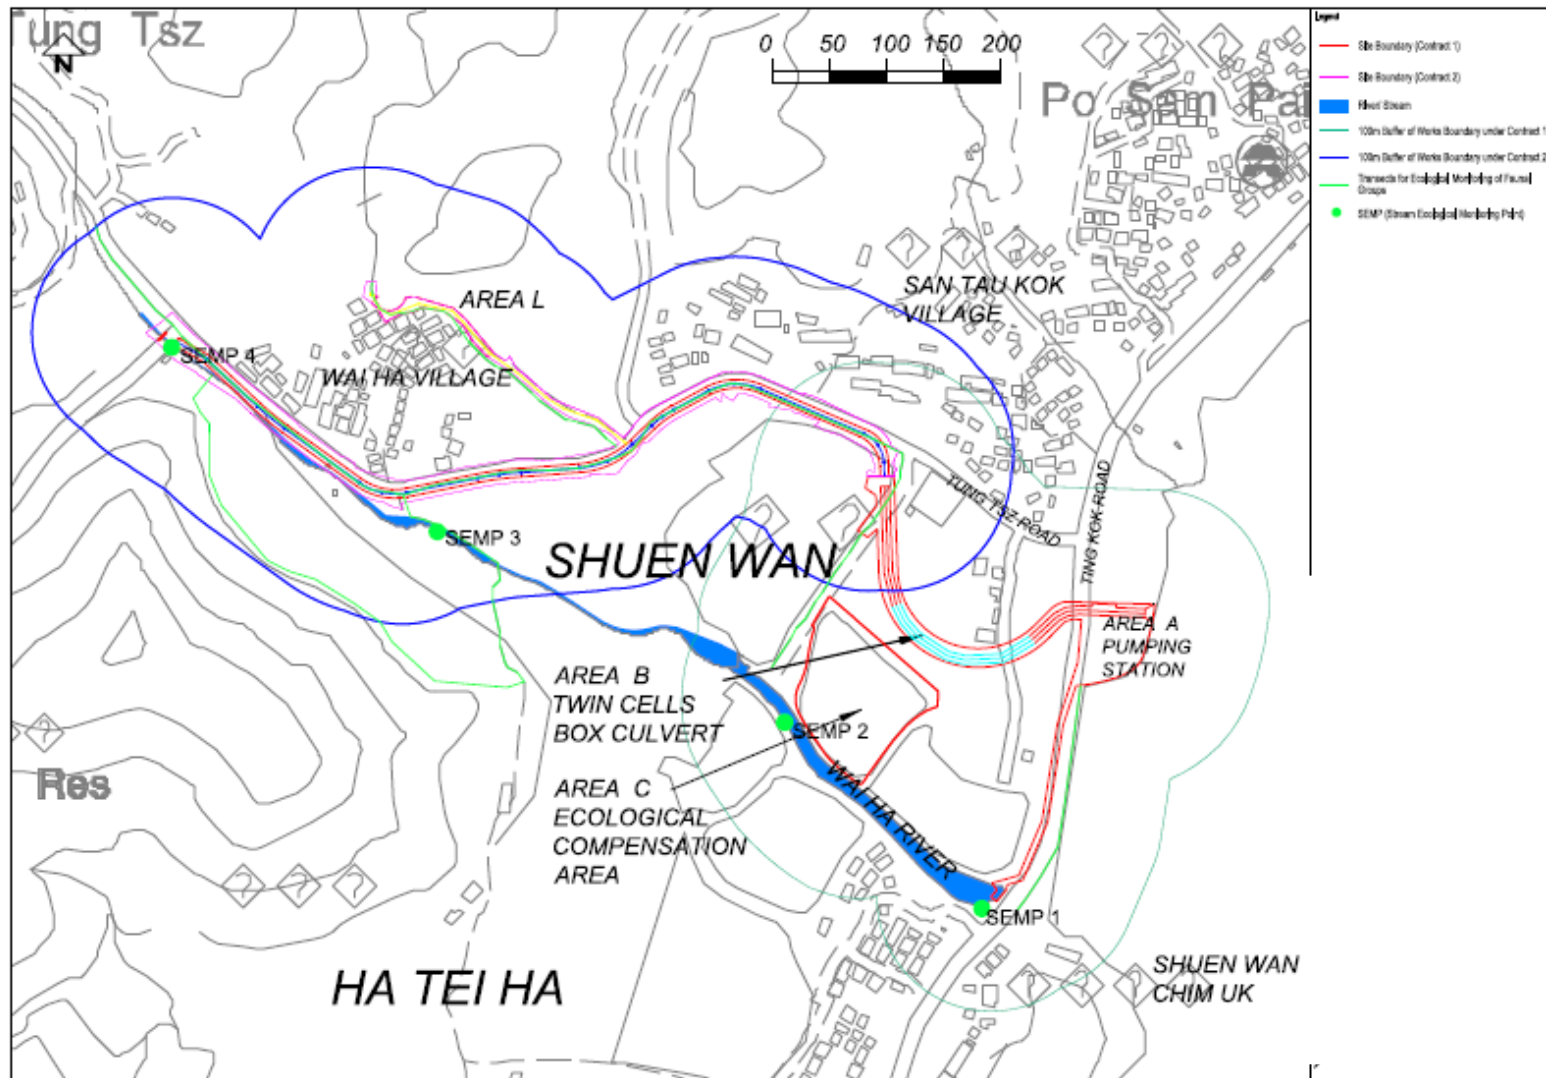 Tung Tsz
N
0 50 100 150 200
Po Sam Pai
SAN TAU KOK
VILLAGE
AREA L
SEMP 4
WAI HA VILLAGE
TUNG TSZ ROAD
TING KOK ROAD
SEMP 3
SHUEN WAN
AREA A
PUMPING
STATION
AREA B
TWIN CELLS
BOX CULVERT
SEMP 2
Res
WAI HA RIVER
AREA C
ECOLOGICAL
COMPENSATION
AREA
SEMP 1
HA TEI HA
SHUEN WAN
CHIM UK
Legend
Site Boundary (Contract 1)
Site Boundary (Contract 2)
River/ Stream
100m Buffer of Works Boundary under Contract 1
100m Buffer of Works Boundary under Contract 2
Transects for Ecological Monitoring of Faunal
Groups
SEMP (Stream Ecological Monitoring Point)